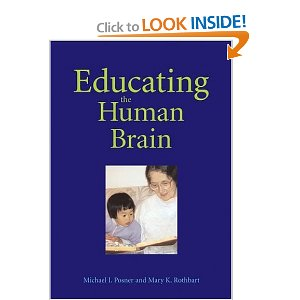 Click to LOOK INSIDE!
Educating
the
Human
Brain
Michael I. Posner and Mary K. Rothbart